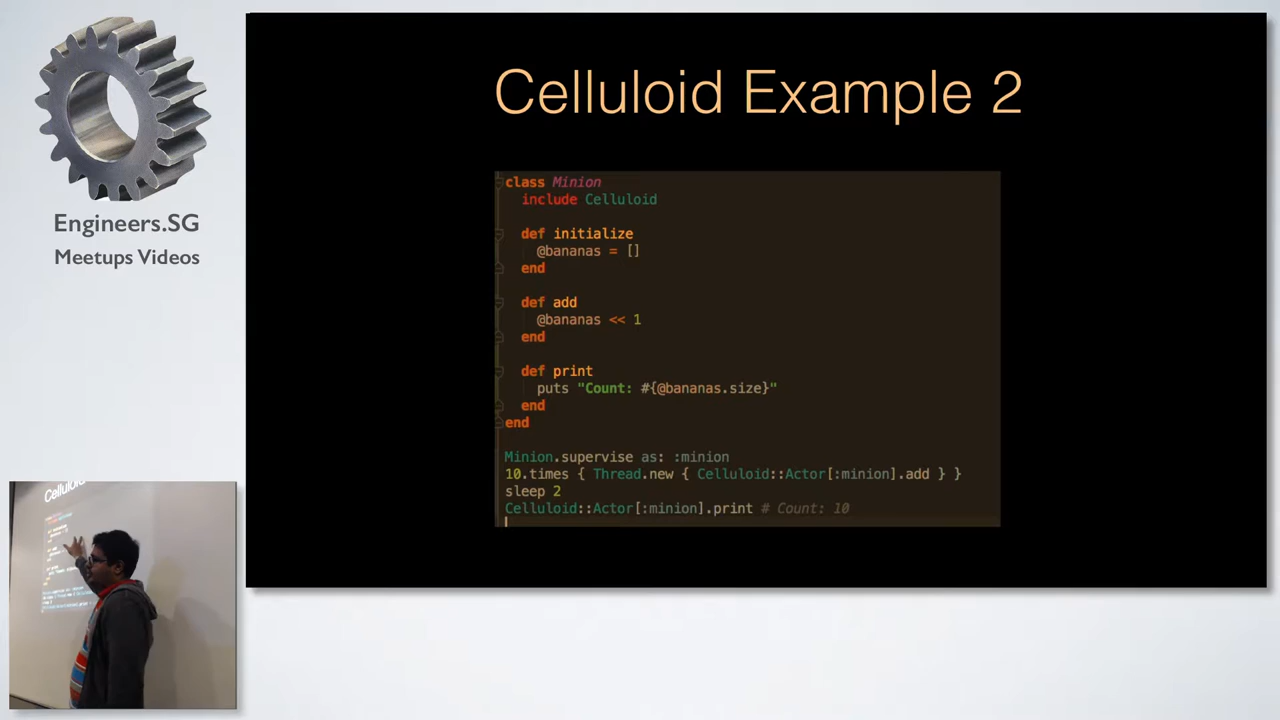 Engineers.SG
Meetups Videos
Celluloid Example 2
class Minion
include Celluloid
def initialize
@bananas = []
end
def add
@bananas << 1
end
def print
puts "Count: #{@bananas.size}"
end
end
Minion.supervise as: :minion
10.times { Thread.new { Celluloid::Actor[:minion].add } }
sleep 2
Celluloid::Actor[:minion].print # Count: 10
Celluloid